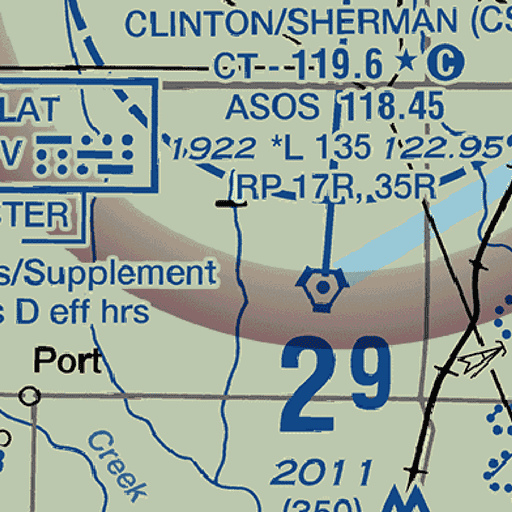 CLINTON/SHERMAN (CS
CT - 119.6 ★ C
ASOS 118.45
1922 *L 135 122.95
RP 17R, 35R
LAT
V
TER
s/Supplement
s D eff hrs
Port
29
Creek
2011
(350)